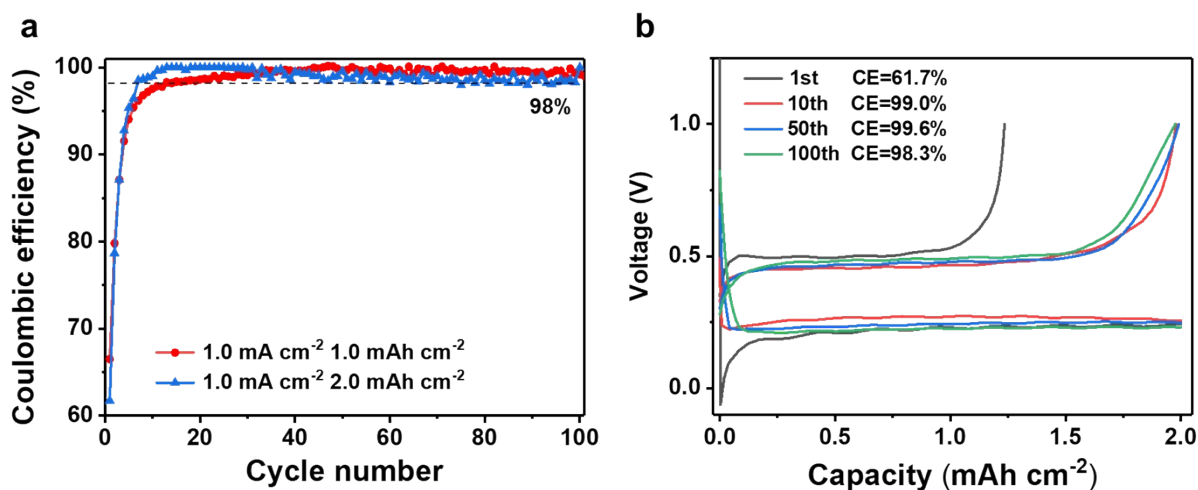 a
Coulombic efficiency (%)
100
90
80
70
60
98%
1.0 mA cm⁻² 1.0 mAh cm⁻²
1.0 mA cm⁻² 2.0 mAh cm⁻²
0 20 40 60 80 100
Cycle number
b
Voltage (V)
1.0
0.5
0.0
1st CE=61.7%
10th CE=99.0%
50th CE=99.6%
100th CE=98.3%
0.0 0.5 1.0 1.5 2.0
Capacity (mAh cm⁻²)